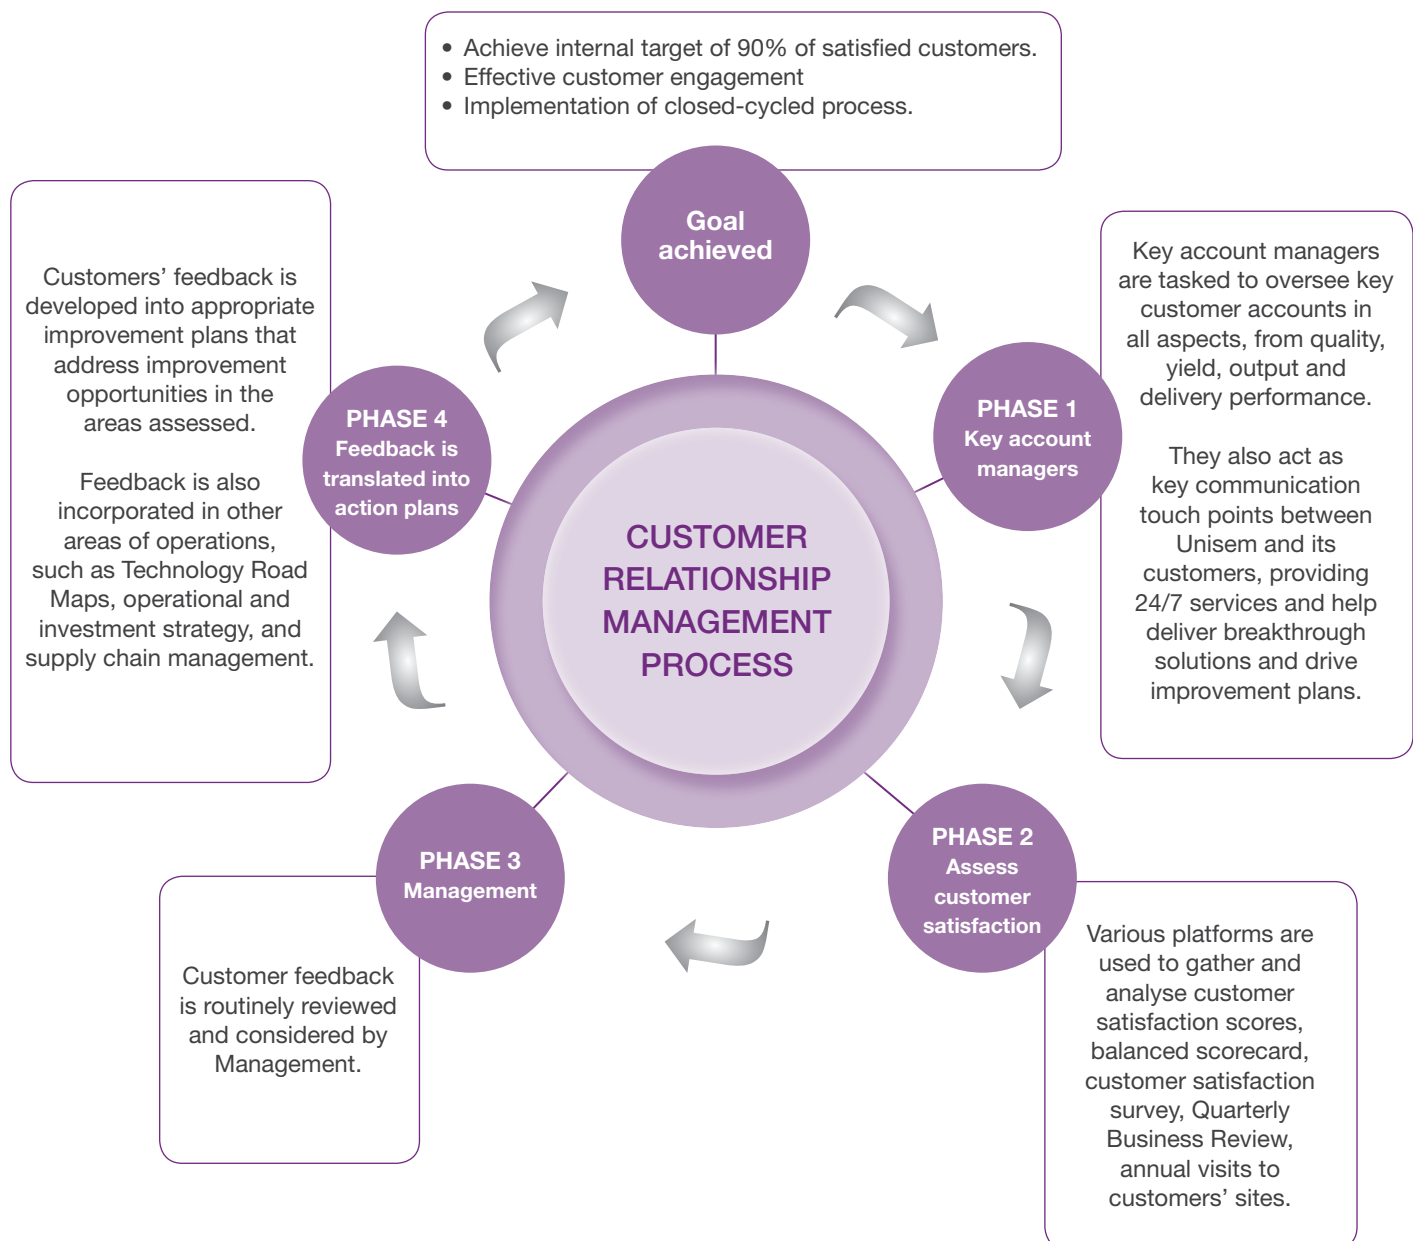 • Achieve internal target of 90% of satisfied customers.
• Effective customer engagement
• Implementation of closed-cycled process.
Goal
achieved
PHASE 1
Key account
managers
Key account managers
are tasked to oversee key
customer accounts in
all aspects, from quality,
yield, output and
delivery performance.
They also act as
key communication
touch points between
Unisem and its
customers, providing
24/7 services and help
deliver breakthrough
solutions and drive
improvement plans.
PHASE 2
Assess
customer
satisfaction
Various platforms are
used to gather and
analyse customer
satisfaction scores,
balanced scorecard,
customer satisfaction
survey, Quarterly
Business Review,
annual visits to
customers’ sites.
PHASE 3
Management
Customer feedback
is routinely reviewed
and considered by
Management.
PHASE 4
Feedback is
translated into
action plans
Customers’ feedback is
developed into appropriate
improvement plans that
address improvement
opportunities in the
areas assessed.
Feedback is also
incorporated in other
areas of operations,
such as Technology Road
Maps, operational and
investment strategy, and
supply chain management.
CUSTOMER
RELATIONSHIP
MANAGEMENT
PROCESS